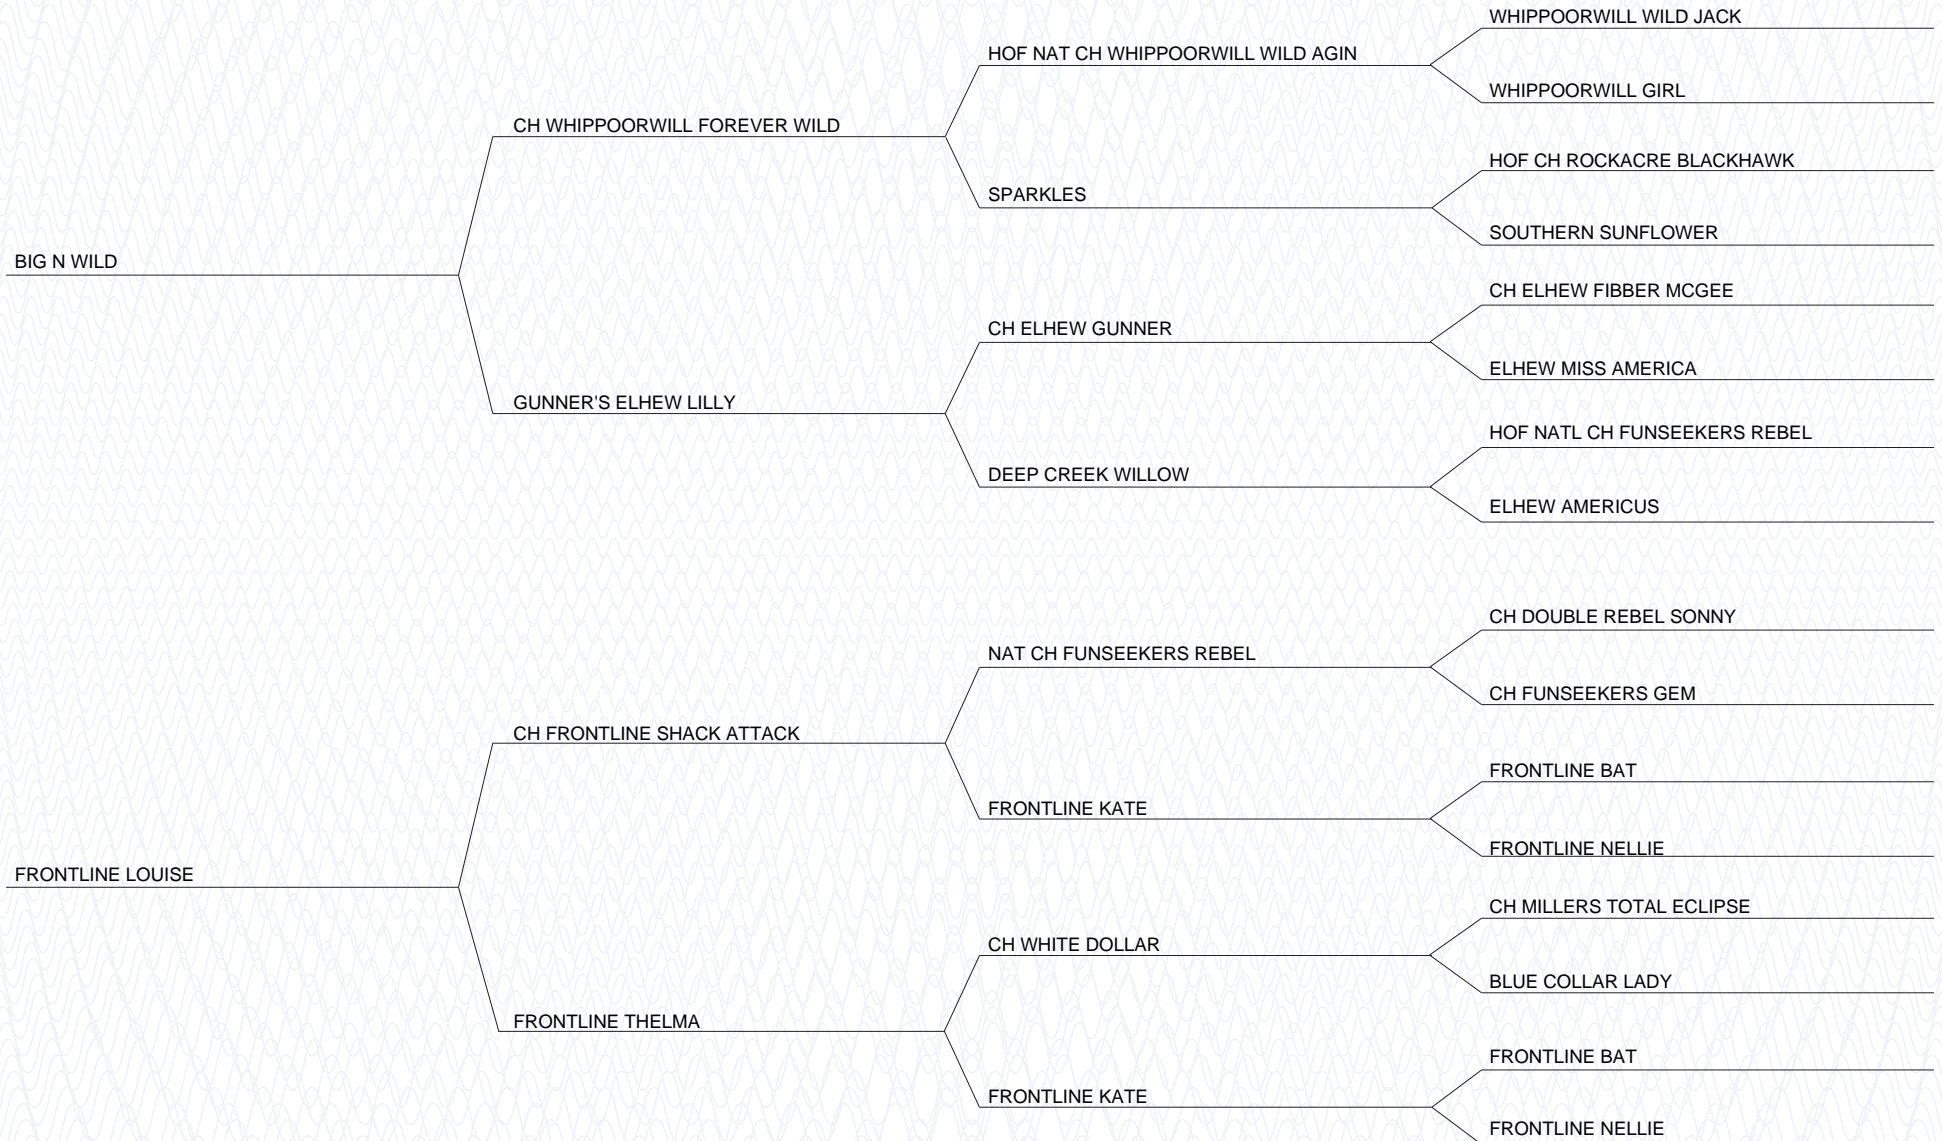 WHIPPOORWILL WILD JACK
HOF NAT CH WHIPPOORWILL WILD AGIN
WHIPPOORWILL GIRL
CH WHIPPOORWILL FOREVER WILD
HOF CH ROCKACRE BLACKHAWK
SPARKLES
SOUTHERN SUNFLOWER
BIG N WILD
CH ELHEW FIBBER MCGEE
CH ELHEW GUNNER
ELHEW MISS AMERICA
GUNNER'S ELHEW LILLY
HOF NATL CH FUNSEEKERS REBEL
DEEP CREEK WILLOW
ELHEW AMERICUS
CH DOUBLE REBEL SONNY
NAT CH FUNSEEKERS REBEL
CH FUNSEEKERS GEM
CH FRONTLINE SHACK ATTACK
FRONTLINE BAT
FRONTLINE KATE
FRONTLINE NELLIE
FRONTLINE LOUISE
CH MILLERS TOTAL ECLIPSE
CH WHITE DOLLAR
BLUE COLLAR LADY
FRONTLINE THELMA
FRONTLINE BAT
FRONTLINE KATE
FRONTLINE NELLIE